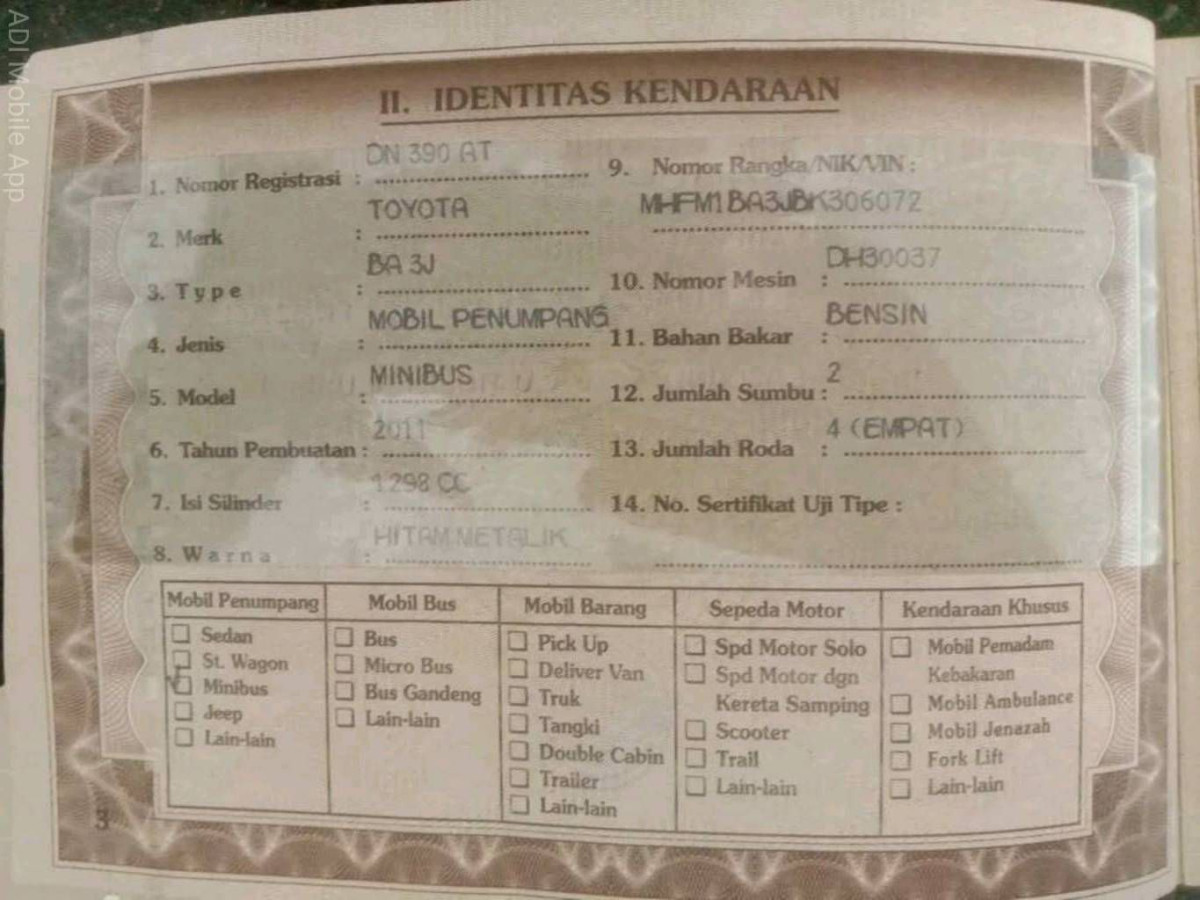 ADI Mobile App
II. IDENTITAS KENDARAAN
1. Nomor Registrasi : DN 390 AT
2. Merk : TOYOTA
3. Type : BA 3J
4. Jenis : MOBIL PENUMPANG
5. Model : MINIBUS
6. Tahun Pembuatan : 2011
7. Isi Silinder : 1298 CC
8. Warna : HITAM METALIK
9. Nomor Rangka/NIK/VIN :
MHFM1BA3JBK306072
10. Nomor Mesin : DH30037
11. Bahan Bakar : BENSIN
12. Jumlah Sumbu : 2
13. Jumlah Roda : 4 (EMPAT)
14. No. Sertifikat Uji Tipe :
Mobil Penumpang
Sedan
St. Wagon
Minibus
Jeep
Lain-lain
Mobil Bus
Bus
Micro Bus
Bus Gandeng
Lain-lain
Mobil Barang
Pick Up
Deliver Van
Truk
Tangki
Double Cabin
Trailer
Lain-lain
Sepeda Motor
Spd Motor Solo
Spd Motor dgn
Kereta Samping
Scooter
Trail
Lain-lain
Kendaraan Khusus
Mobil Pemadam
Kebakaran
Mobil Ambulance
Mobil Jenazah
Fork Lift
Lain-lain
3